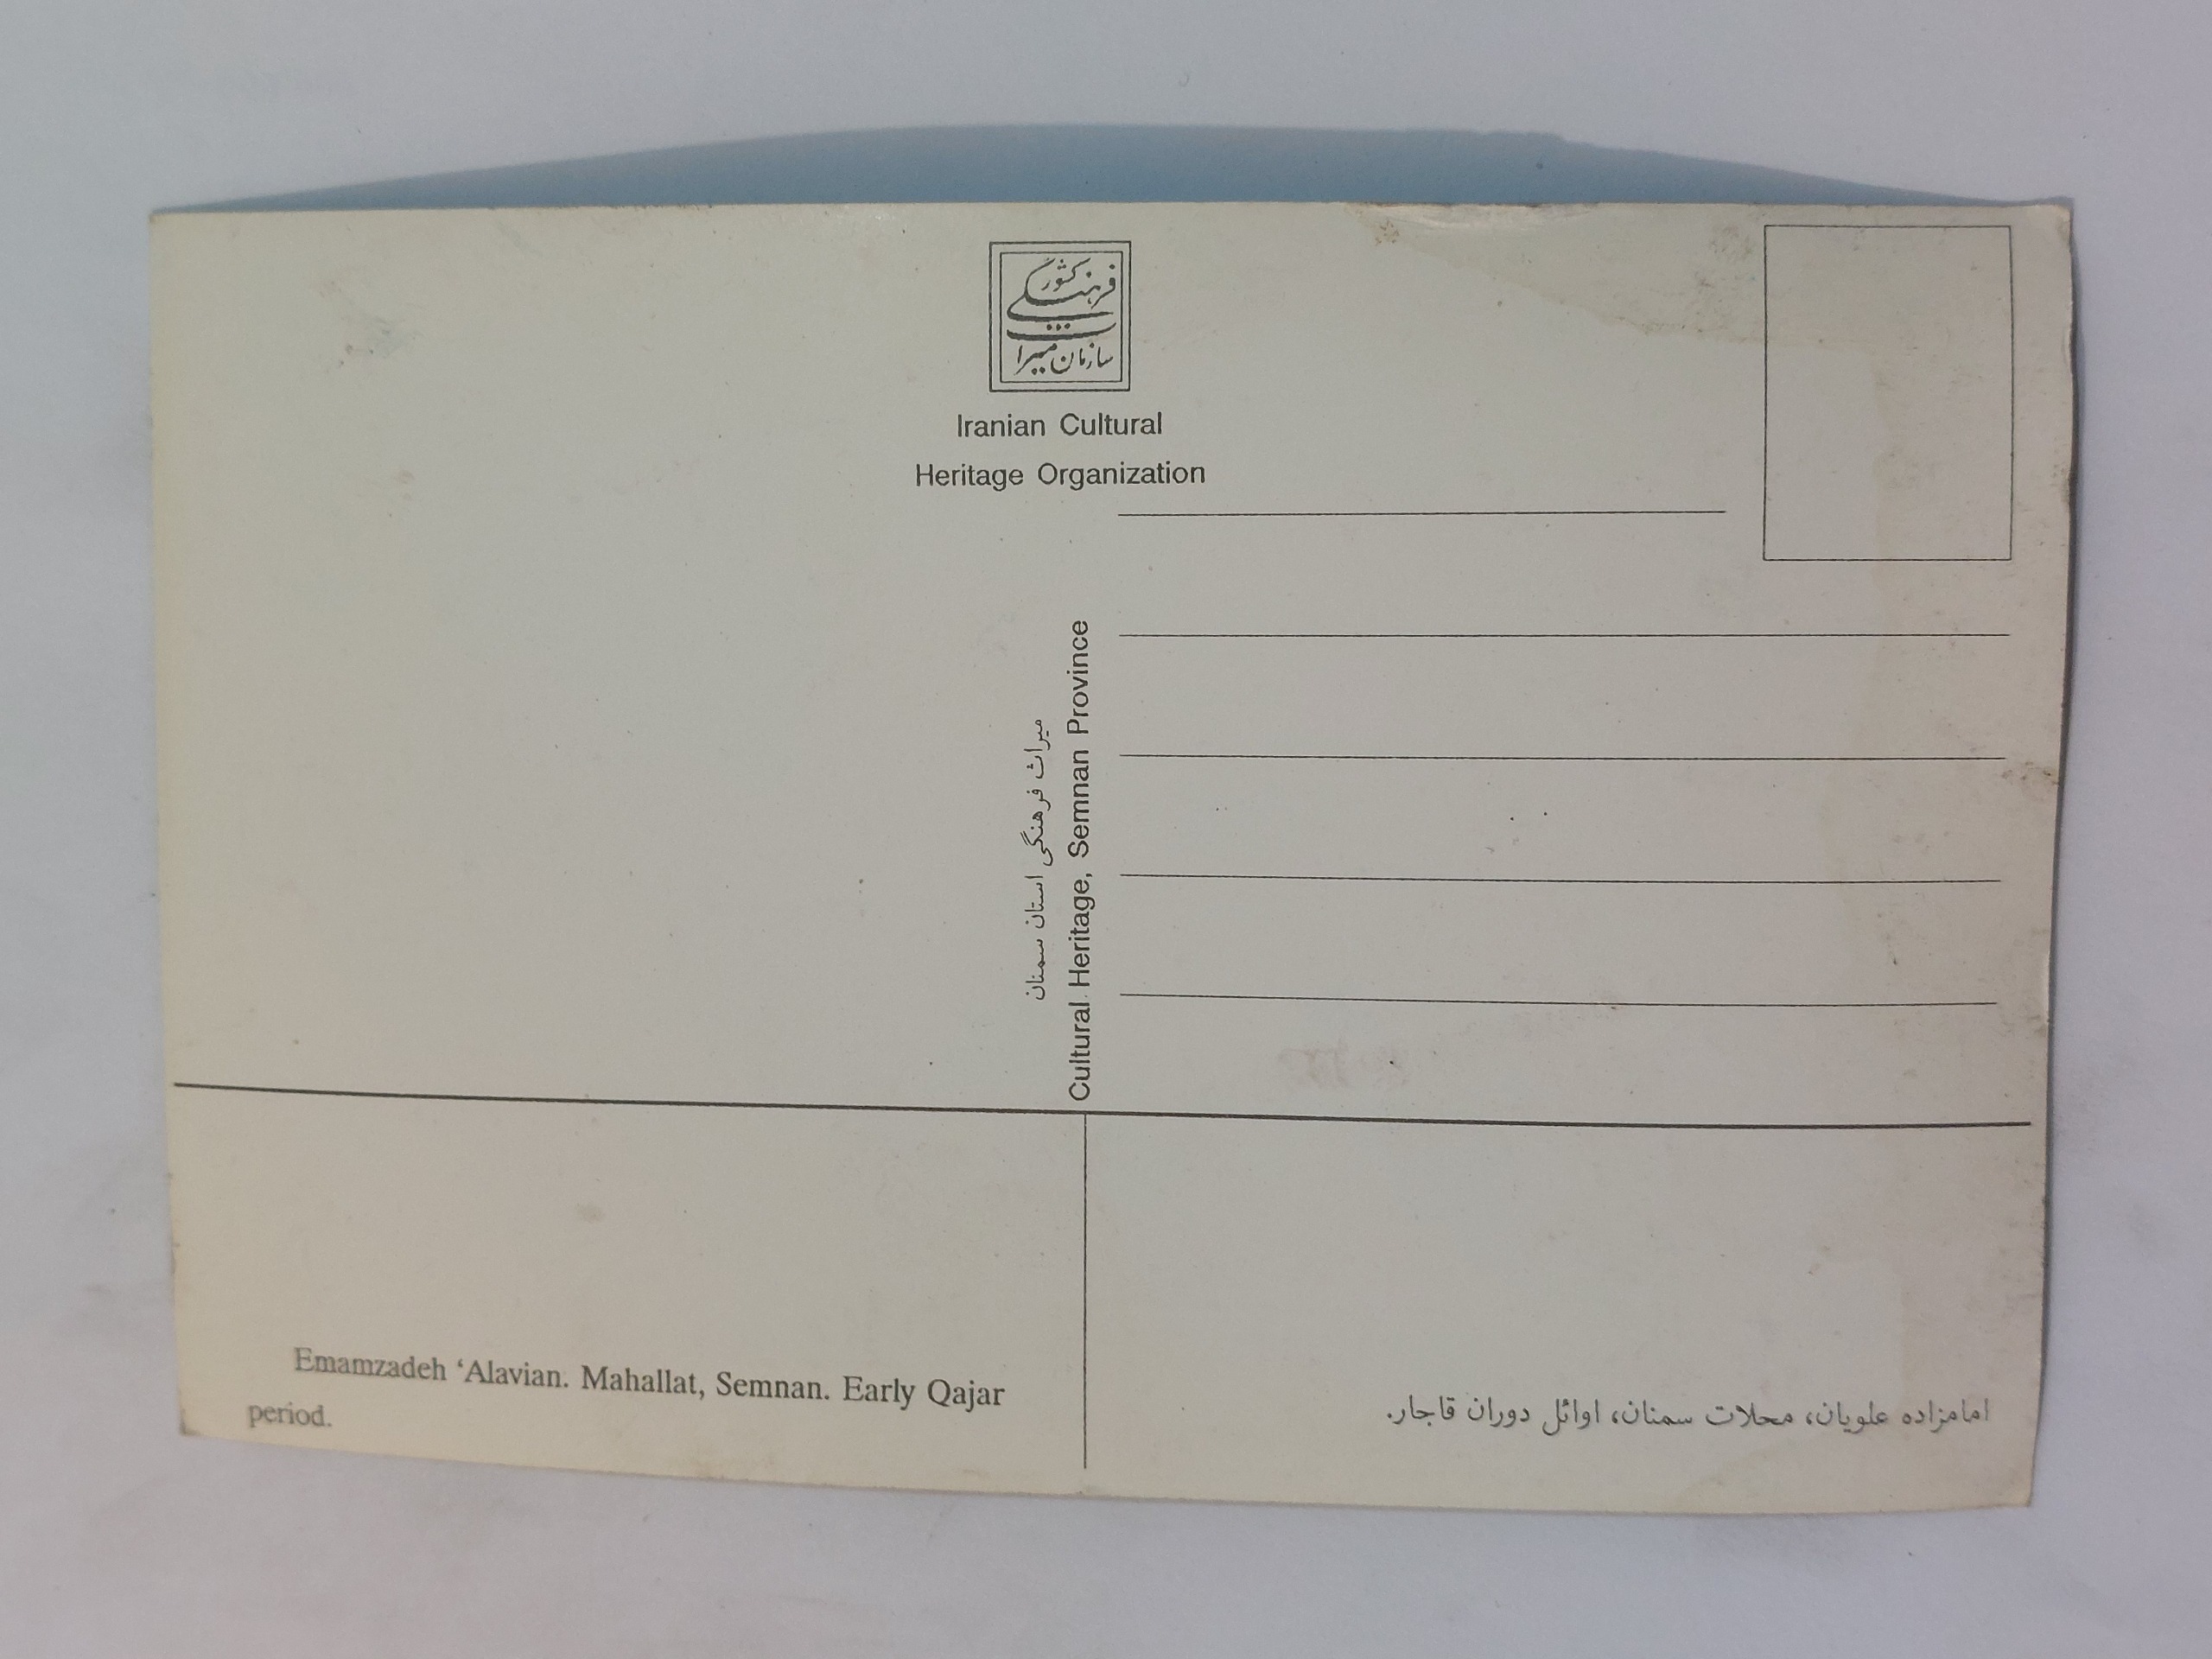 سازمان میراث
فرهنگی کشور
Iranian Cultural
Heritage Organization
میراث فرهنگی استان سمنان
Cultural Heritage, Semnan Province
Emamzadeh ‘Alavian. Mahallat, Semnan. Early Qajar
period.
امامزاده علویان، محلات سمنان، اوائل دوران قاجار.